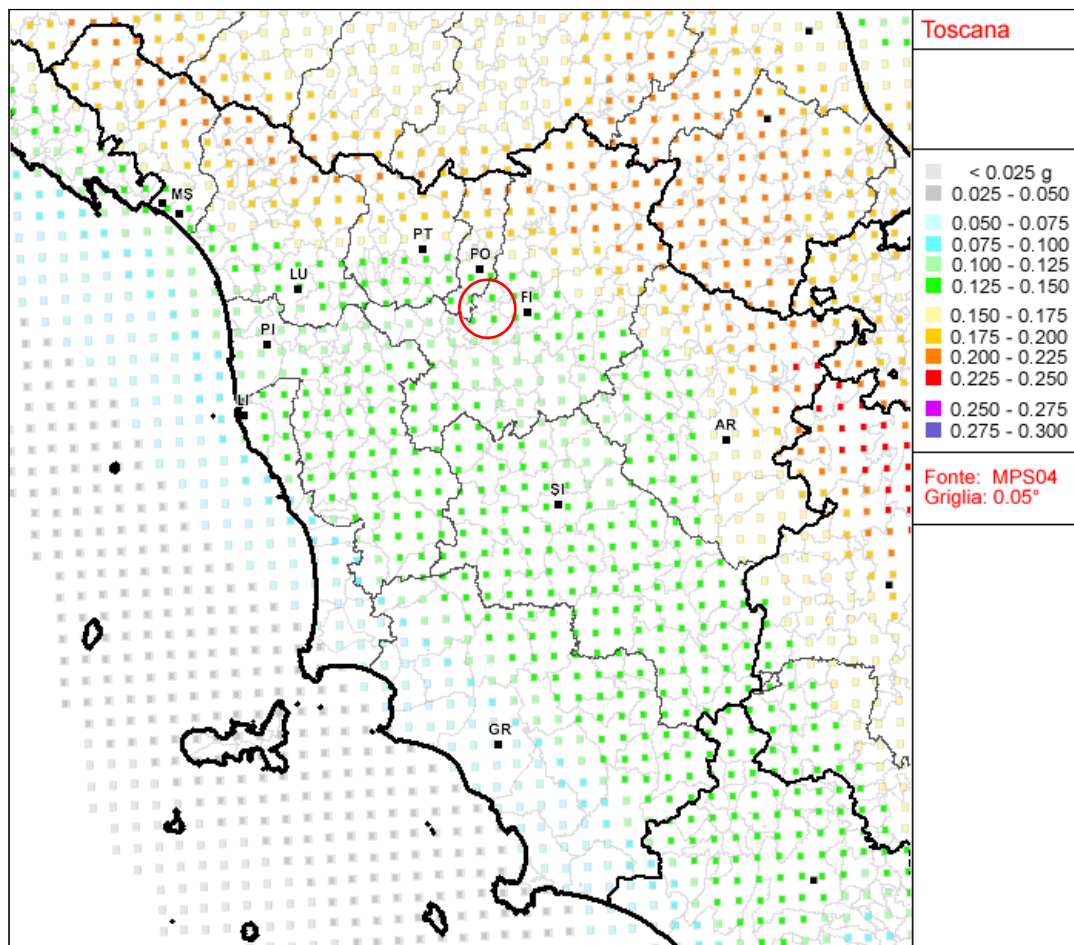 Toscana
< 0.025 g
0.025 - 0.050
0.050 - 0.075
0.075 - 0.100
0.100 - 0.125
0.125 - 0.150
0.150 - 0.175
0.175 - 0.200
0.200 - 0.225
0.225 - 0.250
0.250 - 0.275
0.275 - 0.300
Fonte: MPS04
Griglia: 0.05°
MS
PT
PO
LU
FI
PI
LI
AR
SI
GR